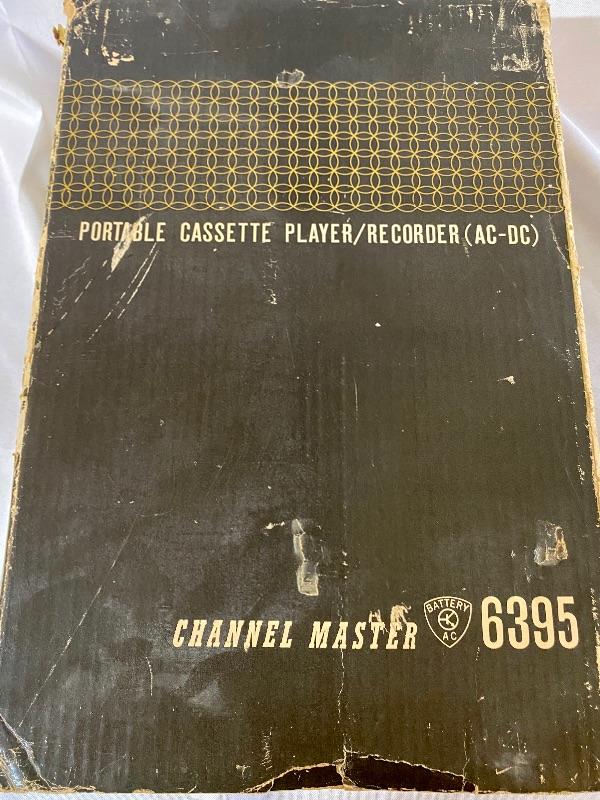 PORTABLE CASSETTE PLAYER/RECORDER (AC-DC)
CHANNEL MASTER BATTERY AC 6395